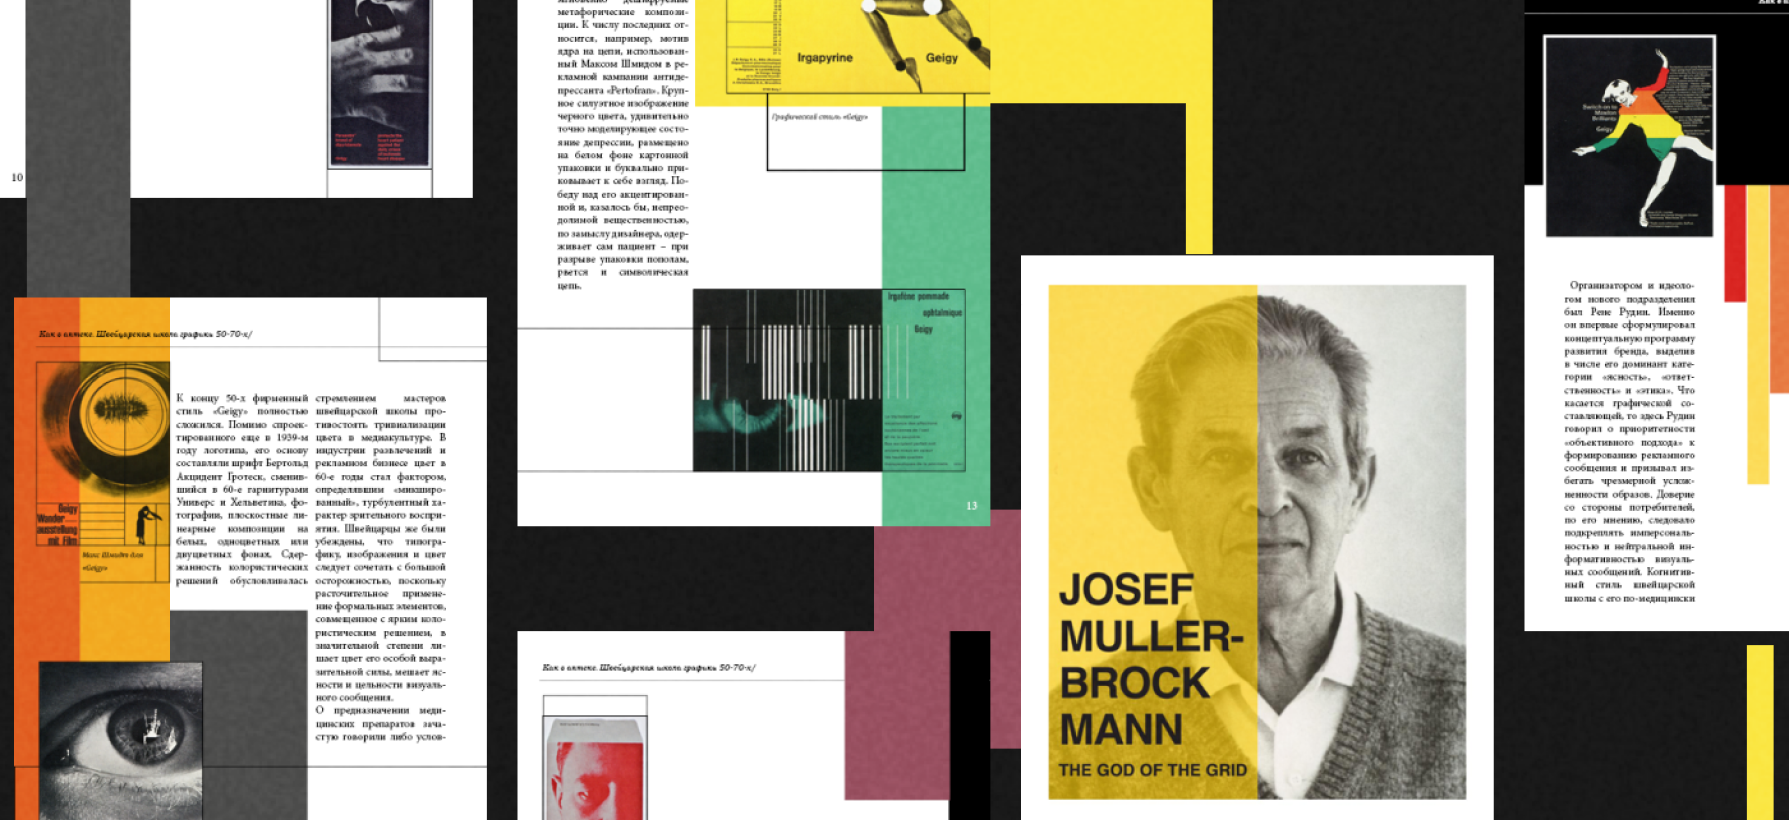 10
Как в аптеке. Швейцарская школа графики 50-70-х/
Geigy
Wander-
ausstellung
mit Film
Макс Шмидт для
«Geigy»
К концу 50-х фирменный
стиль «Geigy» полностью
сложился. Помимо спроек-
тированного еще в 1939-м
году логотипа, его основу
составляли шрифт Бертольд
Акцидент Гротеск, сменив-
шийся в 60-е гарнитурами
Универс и Хельветика, фо-
тографии, плоскостные ли-
неарные композиции на
белых, одноцветных или
двуцветных фонах. Сдер-
жанность колористических
решений обусловливалась
стремлением мастеров
швейцарской школы про-
тивостоять тривиализации
цвета в медиакультуре. В
индустрии развлечений и
рекламном бизнесе цвет в
60-е годы стал фактором,
определявшим «микширо-
ванный», турбулентный ха-
рактер зрительного воспри-
ятия. Швейцарцы же были
убеждены, что типогра-
фику, изображения и цвет
следует сочетать с большой
осторожностью, поскольку
расточительное примене-
ние формальных элементов,
совмещенное с ярким коло-
ристическим решением, в
значительной степени ли-
шает цвет его особой выра-
зительной силы, мешает яс-
ности и цельности визуаль-
ного сообщения.
О предназначении меди-
цинских препаратов зача-
стую говорили либо услов-
метафорические компози-
ции. К числу последних от-
носится, например, мотив
ядра на цепи, использован-
ный Максом Шмидом в ре-
кламной кампании антиде-
прессанта «Pertofran». Круп-
ное силуэтное изображение
черного цвета, удивительно
точно моделирующее состо-
яние депрессии, размещено
на белом фоне картонной
упаковки и буквально при-
ковывает к себе взгляд. По-
беду над его акцентирован-
ной и, казалось бы, непрео-
долимой вещественностью,
по замыслу дизайнера, одер-
живает сам пациент – при
разрыве упаковки пополам,
рвется и символическая
цепь.
Irgapyrine
Geigy
Графический стиль «Geigy»
Irgafène pommade
ophtalmique
Geigy
13
Как в аптеке. Швейцарская школа графики 50-70-х/
JOSEF
MULLER-
BROCK
MANN
THE GOD OF THE GRID
Geigy
Организатором и идеоло-
гом нового подразделения
был Рене Рудин. Именно
он впервые сформулировал
концептуальную программу
развития бренда, выделив
в числе его доминант кате-
гории «ясность», «ответ-
ственность» и «этика». Что
касается графической со-
ставляющей, то здесь Рудин
говорил о приоритетности
«объективного подхода» к
формированию рекламного
сообщения и призывал из-
бегать чрезмерной услож-
ненности образов. Доверие
со стороны потребителей,
по его мнению, следовало
подкреплять имперсональ-
ностью и нейтральной ин-
формативностью визуаль-
ных сообщений. Когнитив-
ный стиль швейцарской
школы с его по-медицински